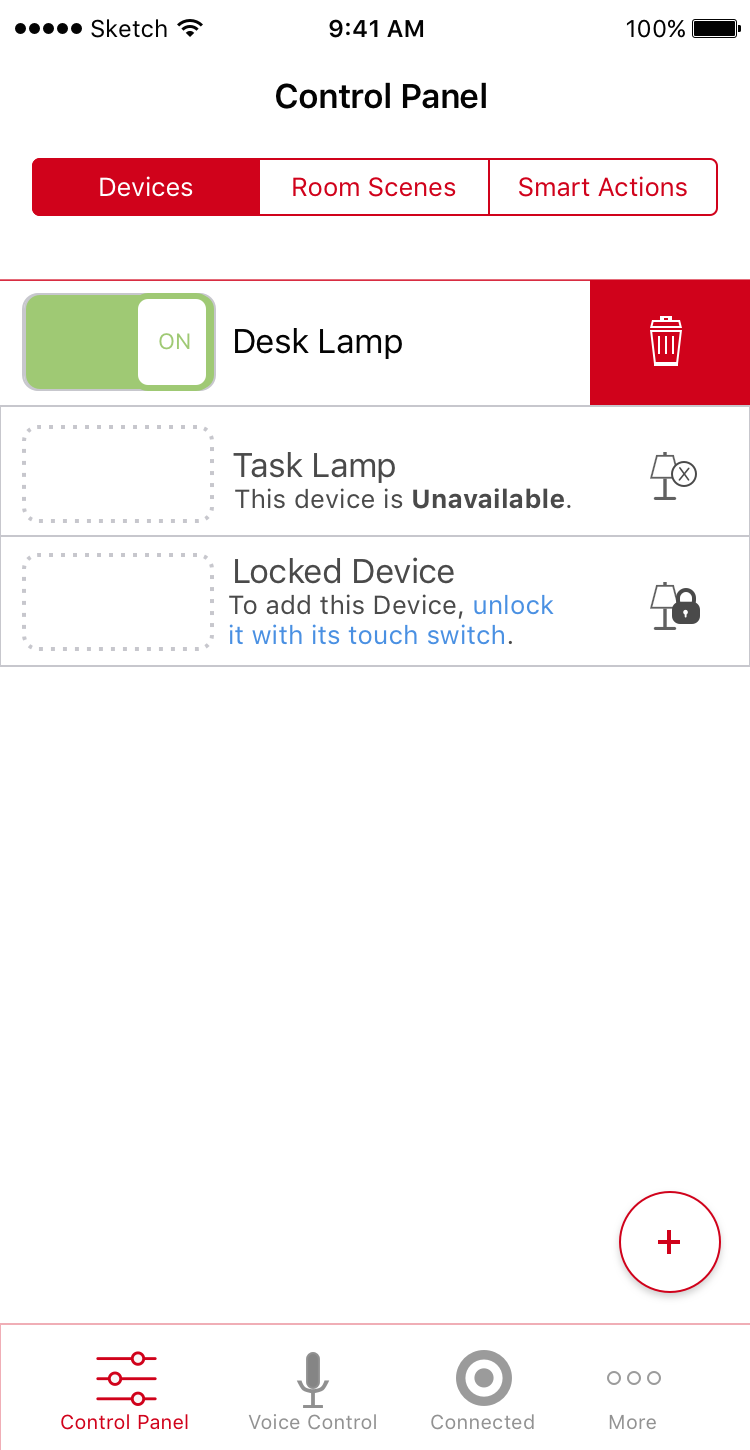 Sketch 9:41 AM 100%
Control Panel
Devices Room Scenes Smart Actions
ON Desk Lamp
Task Lamp
This device is Unavailable.
Locked Device
To add this Device, unlock
it with its touch switch.
+
Control Panel Voice Control Connected More